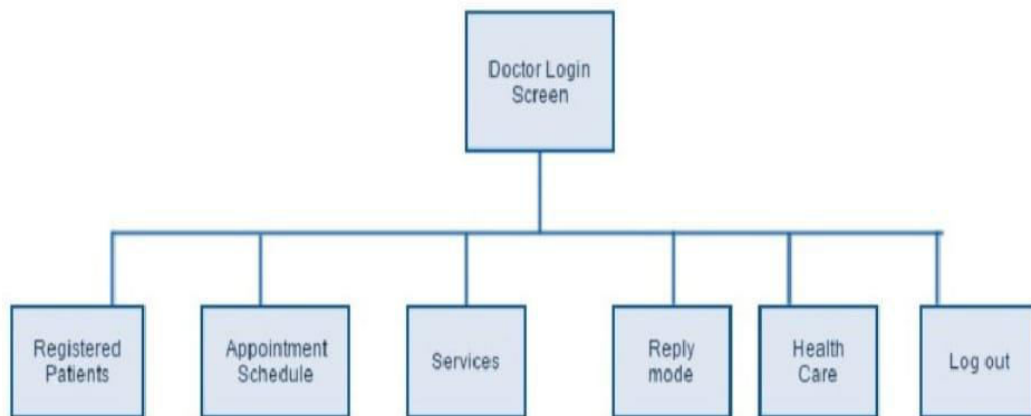 Doctor Login
Screen
Registered
Patients
Appointment
Schedule
Services
Reply
mode
Health
Care
Log out